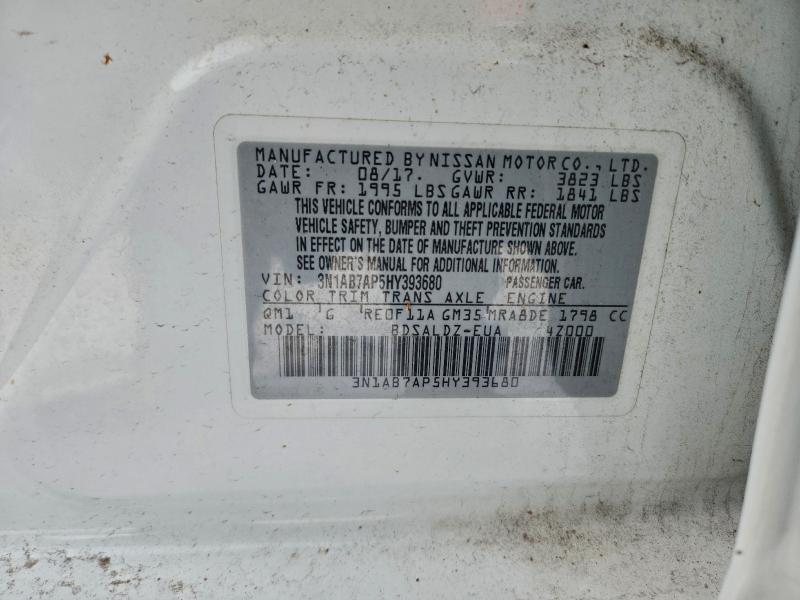 MANUFACTURED BY NISSAN MOTOR CO., LTD.
DATE: 08/17. GVWR: 3823 LBS
GAWR FR: 1995 LBS GAWR RR: 1841 LBS
THIS VEHICLE CONFORMS TO ALL APPLICABLE FEDERAL MOTOR
VEHICLE SAFETY, BUMPER AND THEFT PREVENTION STANDARDS
IN EFFECT ON THE DATE OF MANUFACTURE SHOWN ABOVE.
SEE OWNER'S MANUAL FOR ADDITIONAL INFORMATION.
VIN: 3N1AB7AP5HY393680 PASSENGER CAR.
COLOR TRIM TRANS AXLE ENGINE
QM1 G RE0F11A GM35 MRA8DE 1798 CC
MODEL: BDSALDZ-EUA 4Z000
3N1AB7AP5HY393680